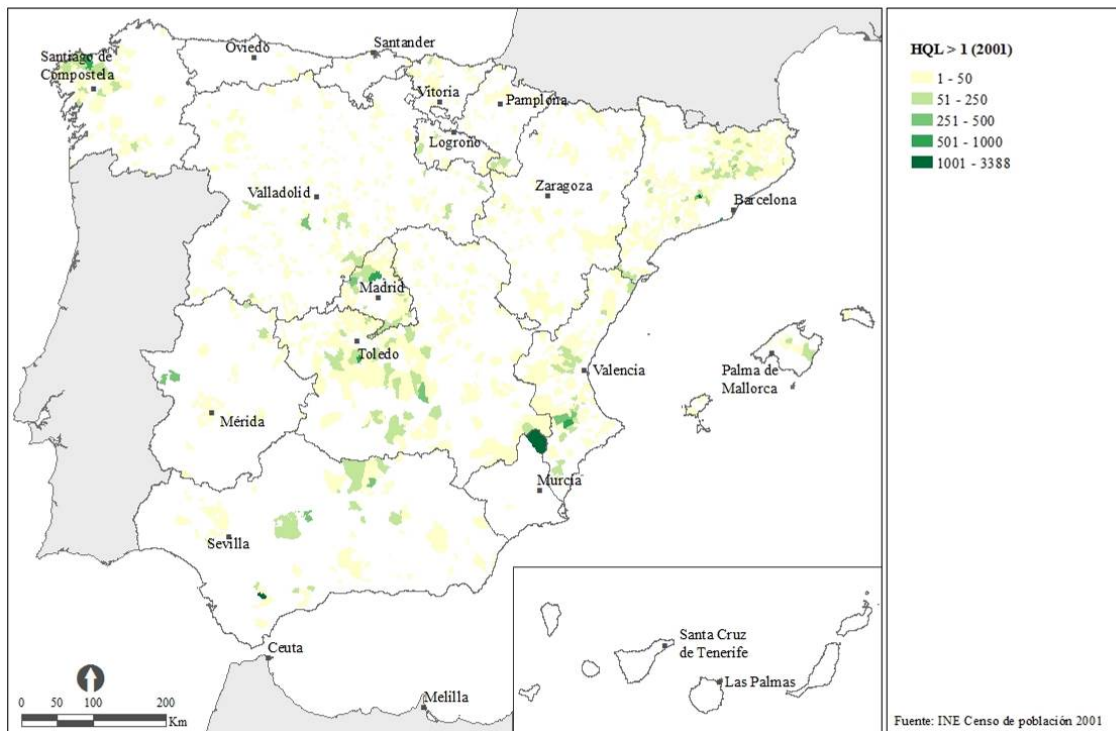 Oviedo
Santander
Santiago de
Compostela
Vitoria
Pamplona
Logroño
Valladolid
Zaragoza
Barcelona
Madrid
Toledo
Valencia
Palma de
Mallorca
Mérida
Murcia
Sevilla
Ceuta
Melilla
Santa Cruz
de Tenerife
Las Palmas
0 50 100 200
Km
HQL > 1 (2001)
1 - 50
51 - 250
251 - 500
501 - 1000
1001 - 3388
Fuente: INE Censo de población 2001